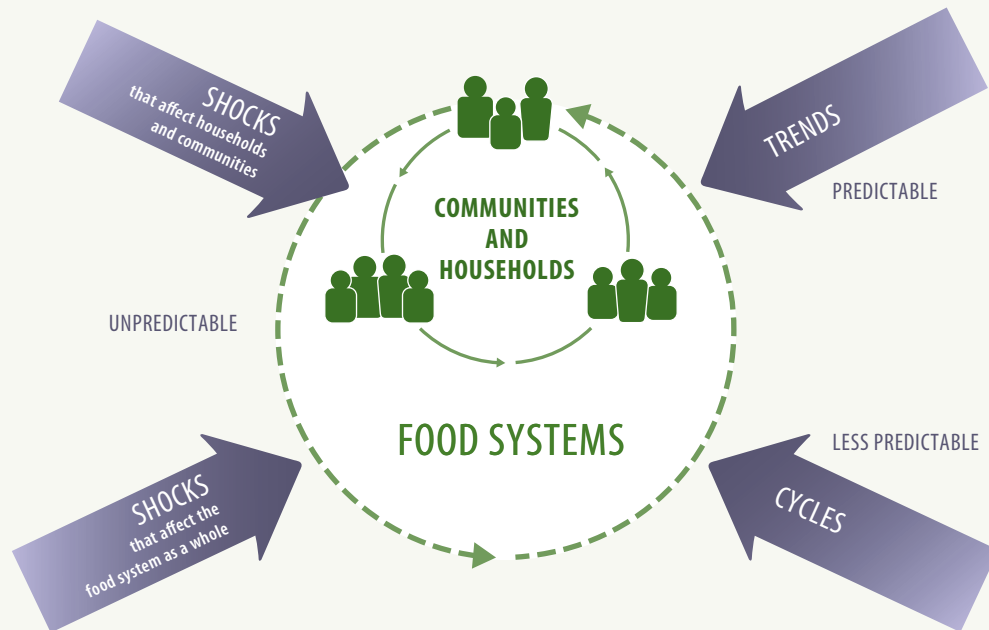 SHOCKS
that affect households
and communities
TRENDS
PREDICTABLE
COMMUNITIES
AND
HOUSEHOLDS
UNPREDICTABLE
FOOD SYSTEMS
LESS PREDICTABLE
SHOCKS
that affect the
food system as a whole
CYCLES